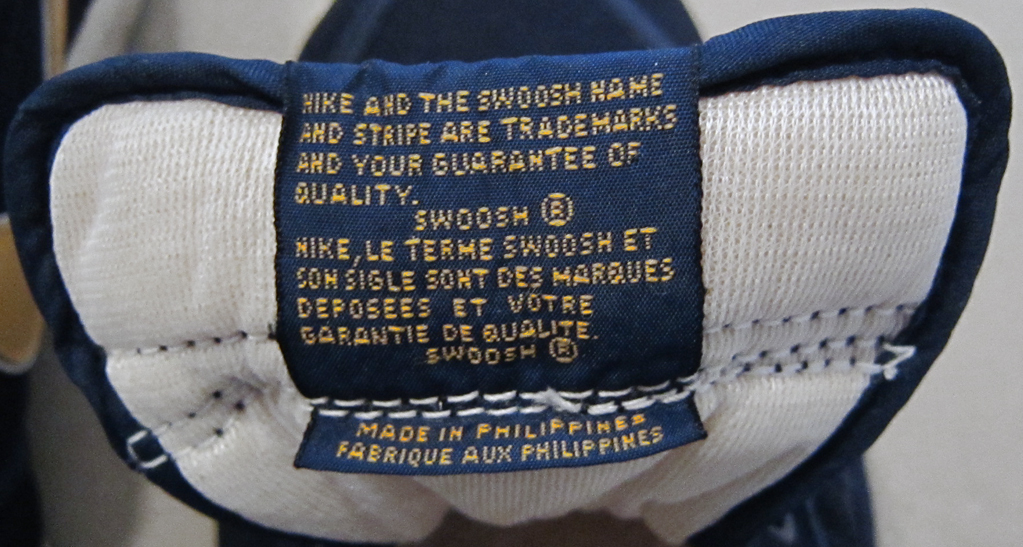 NIKE AND THE SWOOSH NAME
AND STRIPE ARE TRADEMARKS
AND YOUR GUARANTEE OF
QUALITY.
SWOOSH ®
NIKE, LE TERME SWOOSH ET
SON SIGLE SONT DES MARQUES
DEPOSEES ET VOTRE
GARANTIE DE QUALITE.
SWOOSH ®
MADE IN PHILIPPINES
FABRIQUE AUX PHILIPPINES